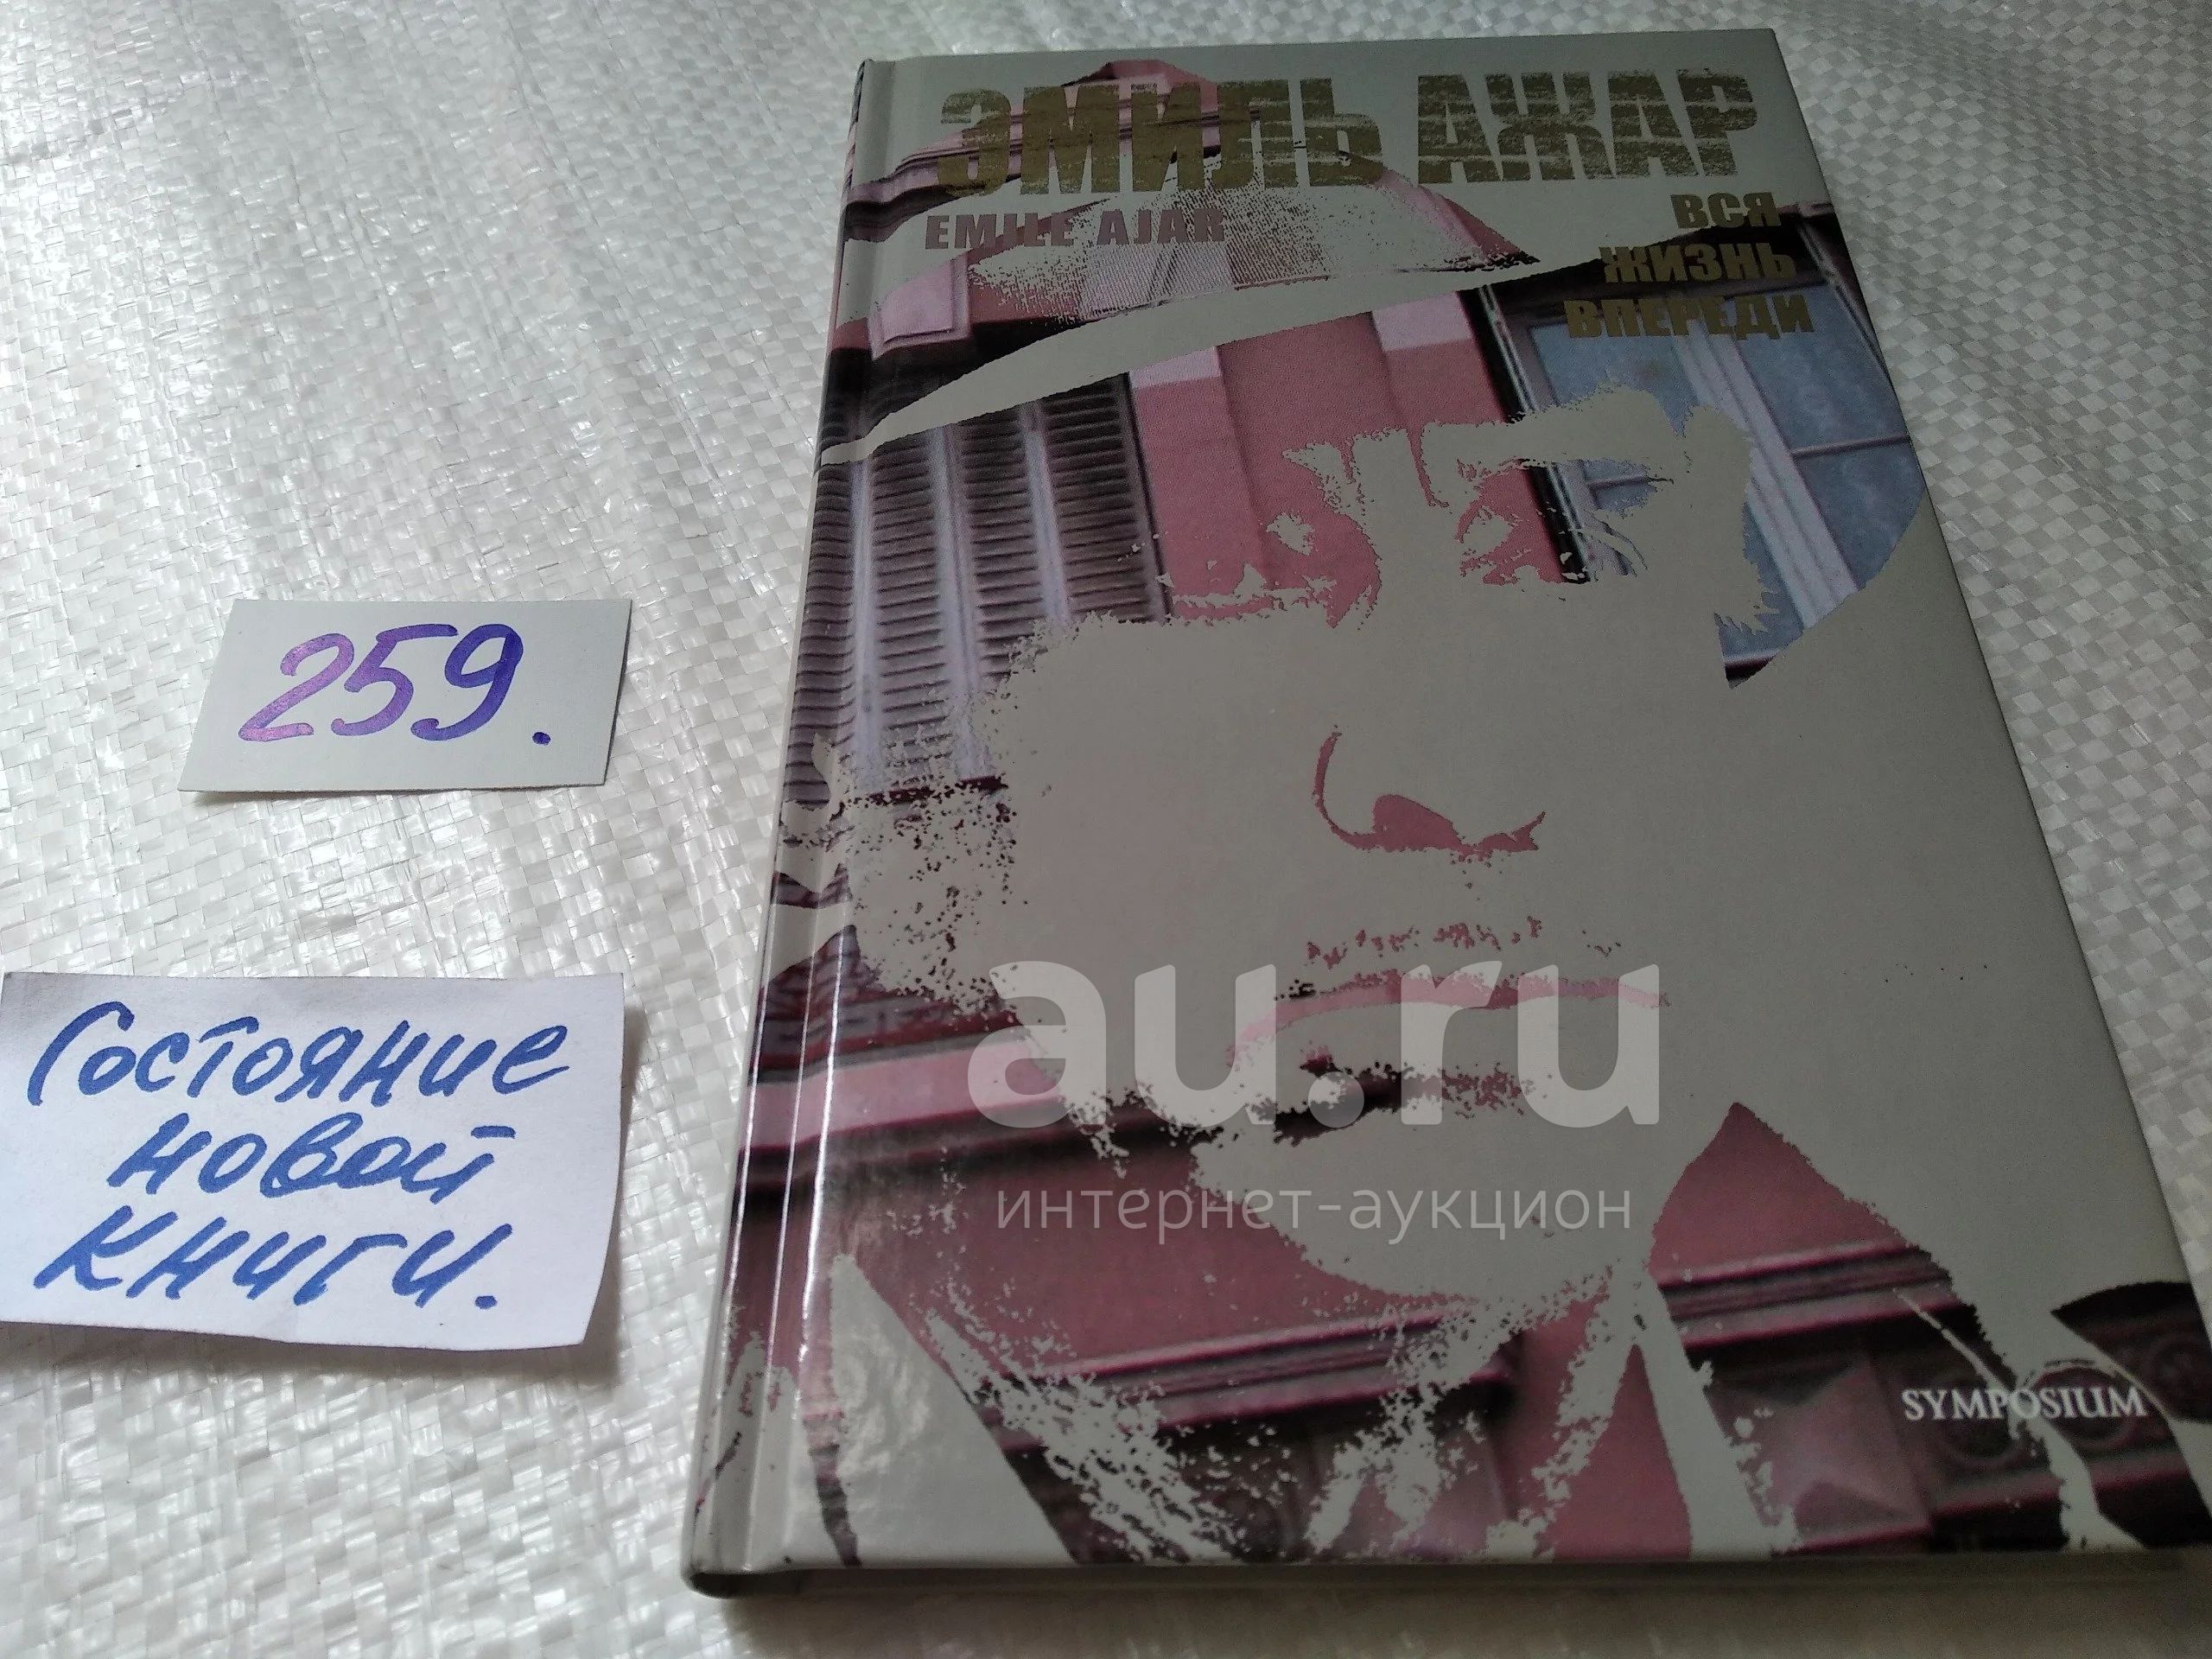 ЭМИЛЬ АЖАР
EMILE AJAR
ВСЯ
ЖИЗНЬ
ВПЕРЕДИ
259.
Состояние
новой
книги.
au.ru
интернет-аукцион
SYMPOSIUM